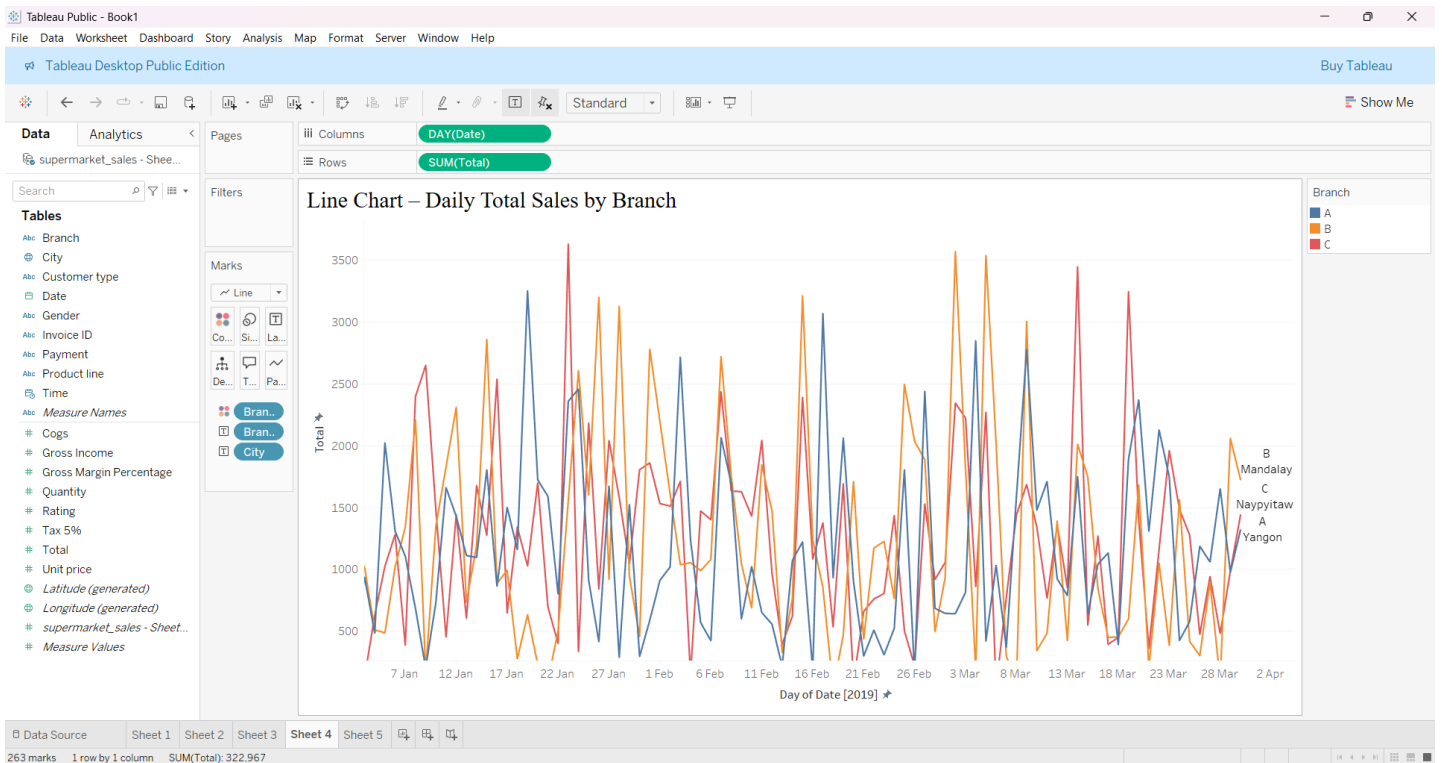 Tableau Public - Book1
File Data Worksheet Dashboard Story Analysis Map Format Server Window Help
Tableau Desktop Public Edition
Buy Tableau
Standard
Show Me
Data
Analytics
Pages
Columns
DAY(Date)
supermarket_sales - Shee...
Rows
SUM(Total)
Search
Filters
Line Chart – Daily Total Sales by Branch
Branch
A
B
C
Tables
Abc Branch
City
Abc Customer type
Date
Abc Gender
Abc Invoice ID
Abc Payment
Abc Product line
Time
Abc Measure Names
# Cogs
# Gross Income
# Gross Margin Percentage
# Quantity
# Rating
# Tax 5%
# Total
# Unit price
Latitude (generated)
Longitude (generated)
# supermarket_sales - Sheet...
# Measure Values
Marks
Line
Co... Si... La...
De... T... Pa...
Bran..
Bran..
City
Total
3500
3000
2500
2000
1500
1000
500
B
Mandalay
C
Naypyitaw
A
Yangon
7 Jan 12 Jan 17 Jan 22 Jan 27 Jan 1 Feb 6 Feb 11 Feb 16 Feb 21 Feb 26 Feb 3 Mar 8 Mar 13 Mar 18 Mar 23 Mar 28 Mar 2 Apr
Day of Date [2019]
Data Source Sheet 1 Sheet 2 Sheet 3 Sheet 4 Sheet 5
263 marks 1 row by 1 column SUM(Total): 322,967